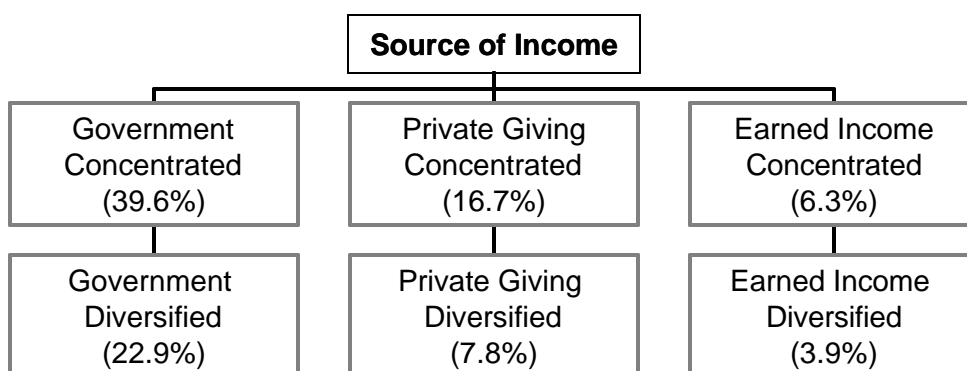 Source of Income
Government
Concentrated
(39.6%)
Private Giving
Concentrated
(16.7%)
Earned Income
Concentrated
(6.3%)
Government
Diversified
(22.9%)
Private Giving
Diversified
(7.8%)
Earned Income
Diversified
(3.9%)